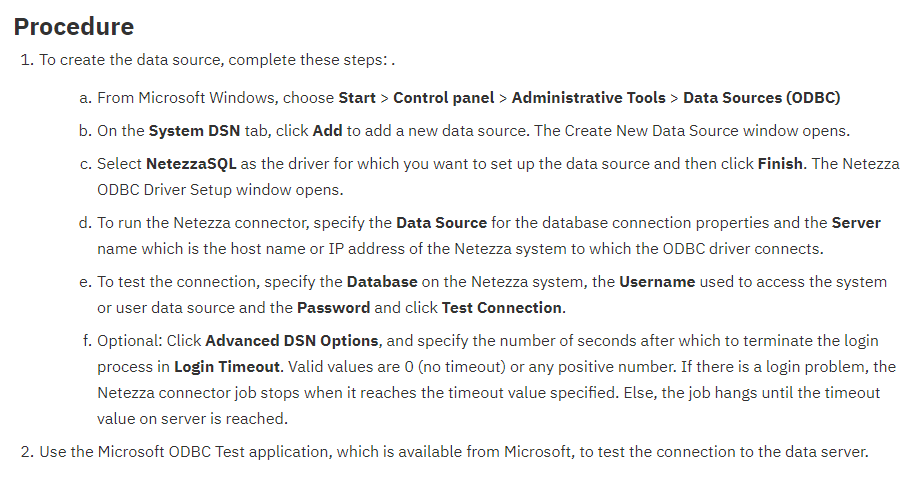 Procedure
1. To create the data source, complete these steps: .
a. From Microsoft Windows, choose Start > Control panel > Administrative Tools > Data Sources (ODBC)
b. On the System DSN tab, click Add to add a new data source. The Create New Data Source window opens.
c. Select NetezzaSQL as the driver for which you want to set up the data source and then click Finish. The Netezza
ODBC Driver Setup window opens.
d. To run the Netezza connector, specify the Data Source for the database connection properties and the Server
name which is the host name or IP address of the Netezza system to which the ODBC driver connects.
e. To test the connection, specify the Database on the Netezza system, the Username used to access the system
or user data source and the Password and click Test Connection.
f. Optional: Click Advanced DSN Options, and specify the number of seconds after which to terminate the login
process in Login Timeout. Valid values are 0 (no timeout) or any positive number. If there is a login problem, the
Netezza connector job stops when it reaches the timeout value specified. Else, the job hangs until the timeout
value on server is reached.
2. Use the Microsoft ODBC Test application, which is available from Microsoft, to test the connection to the data server.